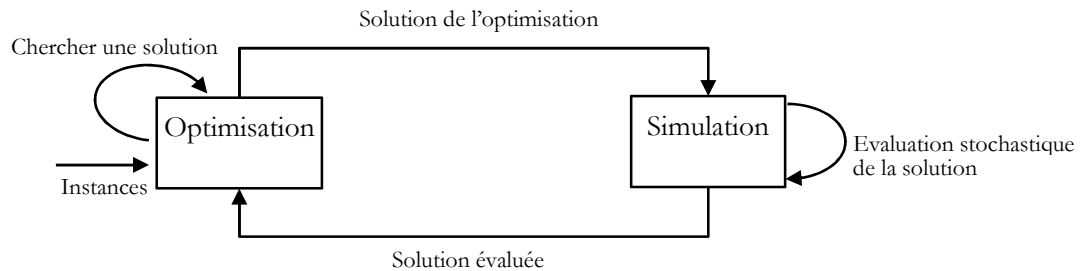 Solution de l’optimisation
Chercher une solution
Optimisation
Simulation
Evaluation stochastique
de la solution
Instances
Solution évaluée